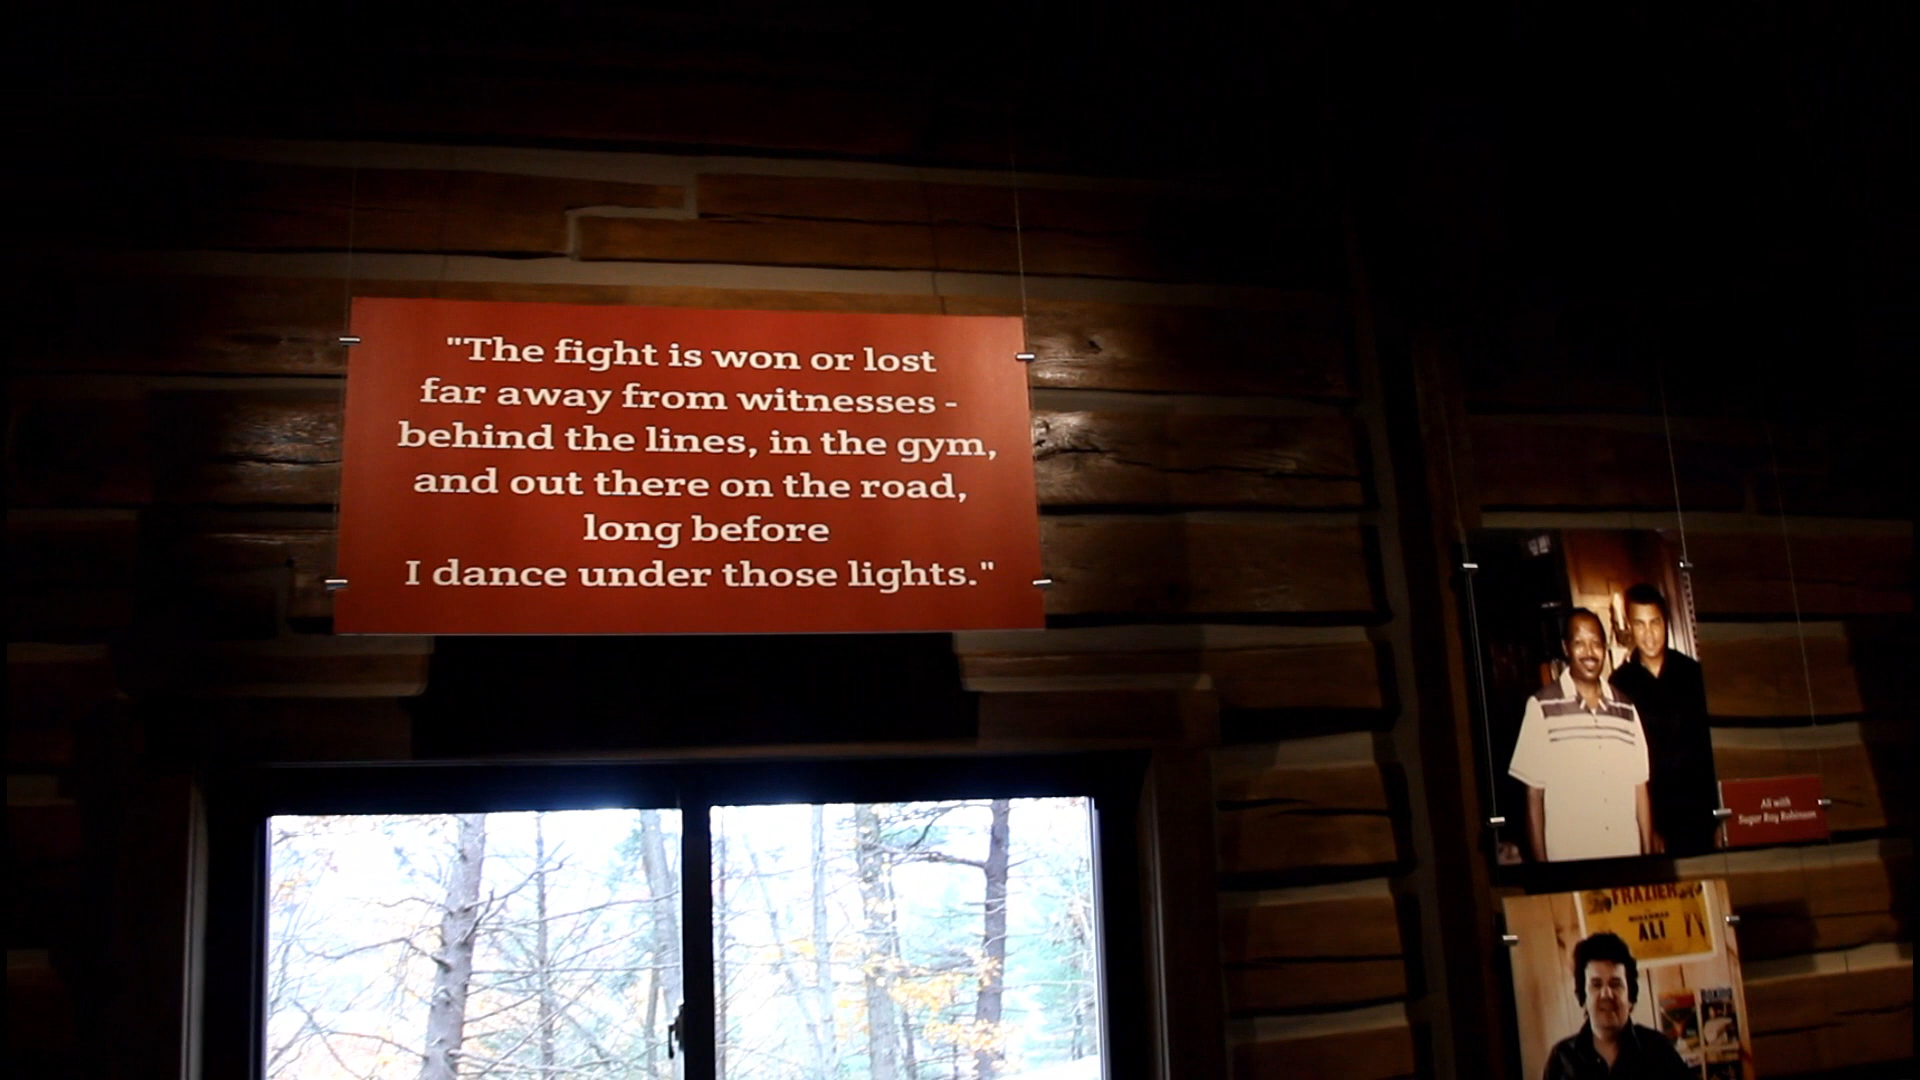 "The fight is won or lost
far away from witnesses -
behind the lines, in the gym,
and out there on the road,
long before
I dance under those lights."
Ali with
Sugar Ray Robinson
FRAZIER
ALI